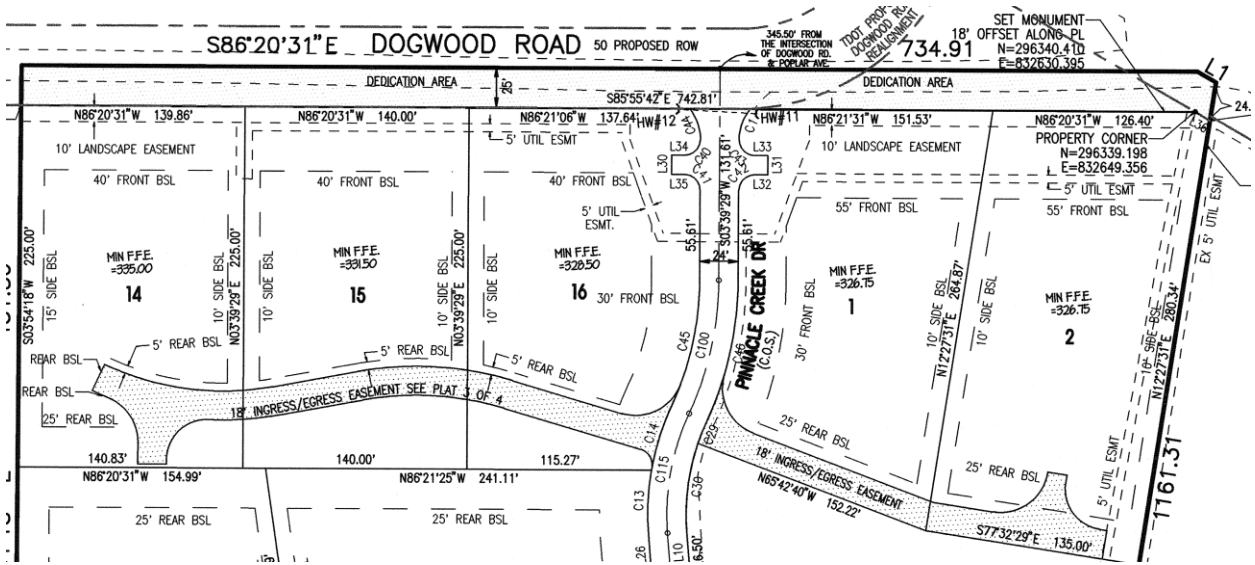 S86°20'31"E DOGWOOD ROAD 50 PROPOSED ROW
345.50' FROM
THE INTERSECTION
OF DOGWOOD RD.
& POPLAR AVE.
DOGWOOD
REALIGNMENT
734.91
SET MONUMENT
18' OFFSET ALONG PL
N=296340.410
E=832630.395
L1
DEDICATION AREA
25'
DEDICATION AREA
S85°55'42"E 742.81'
24.
N86°20'31"W 139.86'
N86°20'31"W 140.00'
N86°21'06"W 137.64'
HW#12
C44
HW#11
N86°21'31"W 151.53'
N86°20'31"W 126.40'
L36
5' UTIL ESMT
PROPERTY CORNER
N=296339.198
E=832649.356
10' LANDSCAPE EASEMENT
L34
C40
L30
C41
L35
L33
C43
L31
C42
L32
10' LANDSCAPE EASEMENT
40' FRONT BSL
40' FRONT BSL
40' FRONT BSL
5' UTIL
ESMT.
5' UTIL ESMT
55' FRONT BSL
55' FRONT BSL
EX 5' UTIL ESMT
S03°39'29"W 131.61'
55.61'
55.61'
24'
S03°54'18"W 225.00'
15' SIDE BSL
MIN F.F.E.
=335.00
14
10' SIDE BSL
N03°39'29"E 225.00'
10' SIDE BSL
MIN F.F.E.
=331.50
15
10' SIDE BSL
N03°39'29"E 225.00'
10' SIDE BSL
MIN F.F.E.
=328.50
16
30' FRONT BSL
PINNACLE CREEK DR
(C.O.S.)
MIN F.F.E.
=326.75
1
30' FRONT BSL
10' SIDE BSL
N12°27'31"E 264.87'
10' SIDE BSL
MIN F.F.E.
=326.75
2
10' SIDE BSL
N12°27'31"E 280.34'
C45
C100
C46
REAR BSL
5' REAR BSL
5' REAR BSL
5' REAR BSL
REAR BSL
25' REAR BSL
18' INGRESS/EGRESS EASEMENT SEE PLAT 3 OF 4
C14
C29
25' REAR BSL
18' INGRESS/EGRESS EASEMENT
25' REAR BSL
5' UTIL ESMT
1161.31
140.83'
140.00'
115.27'
N86°20'31"W 154.99'
N86°21'25"W 241.11'
C115
N65°42'40"W 152.22'
C13
C30
25' REAR BSL
25' REAR BSL
S77°32'29"E 135.00'
L26
L10
6.50'